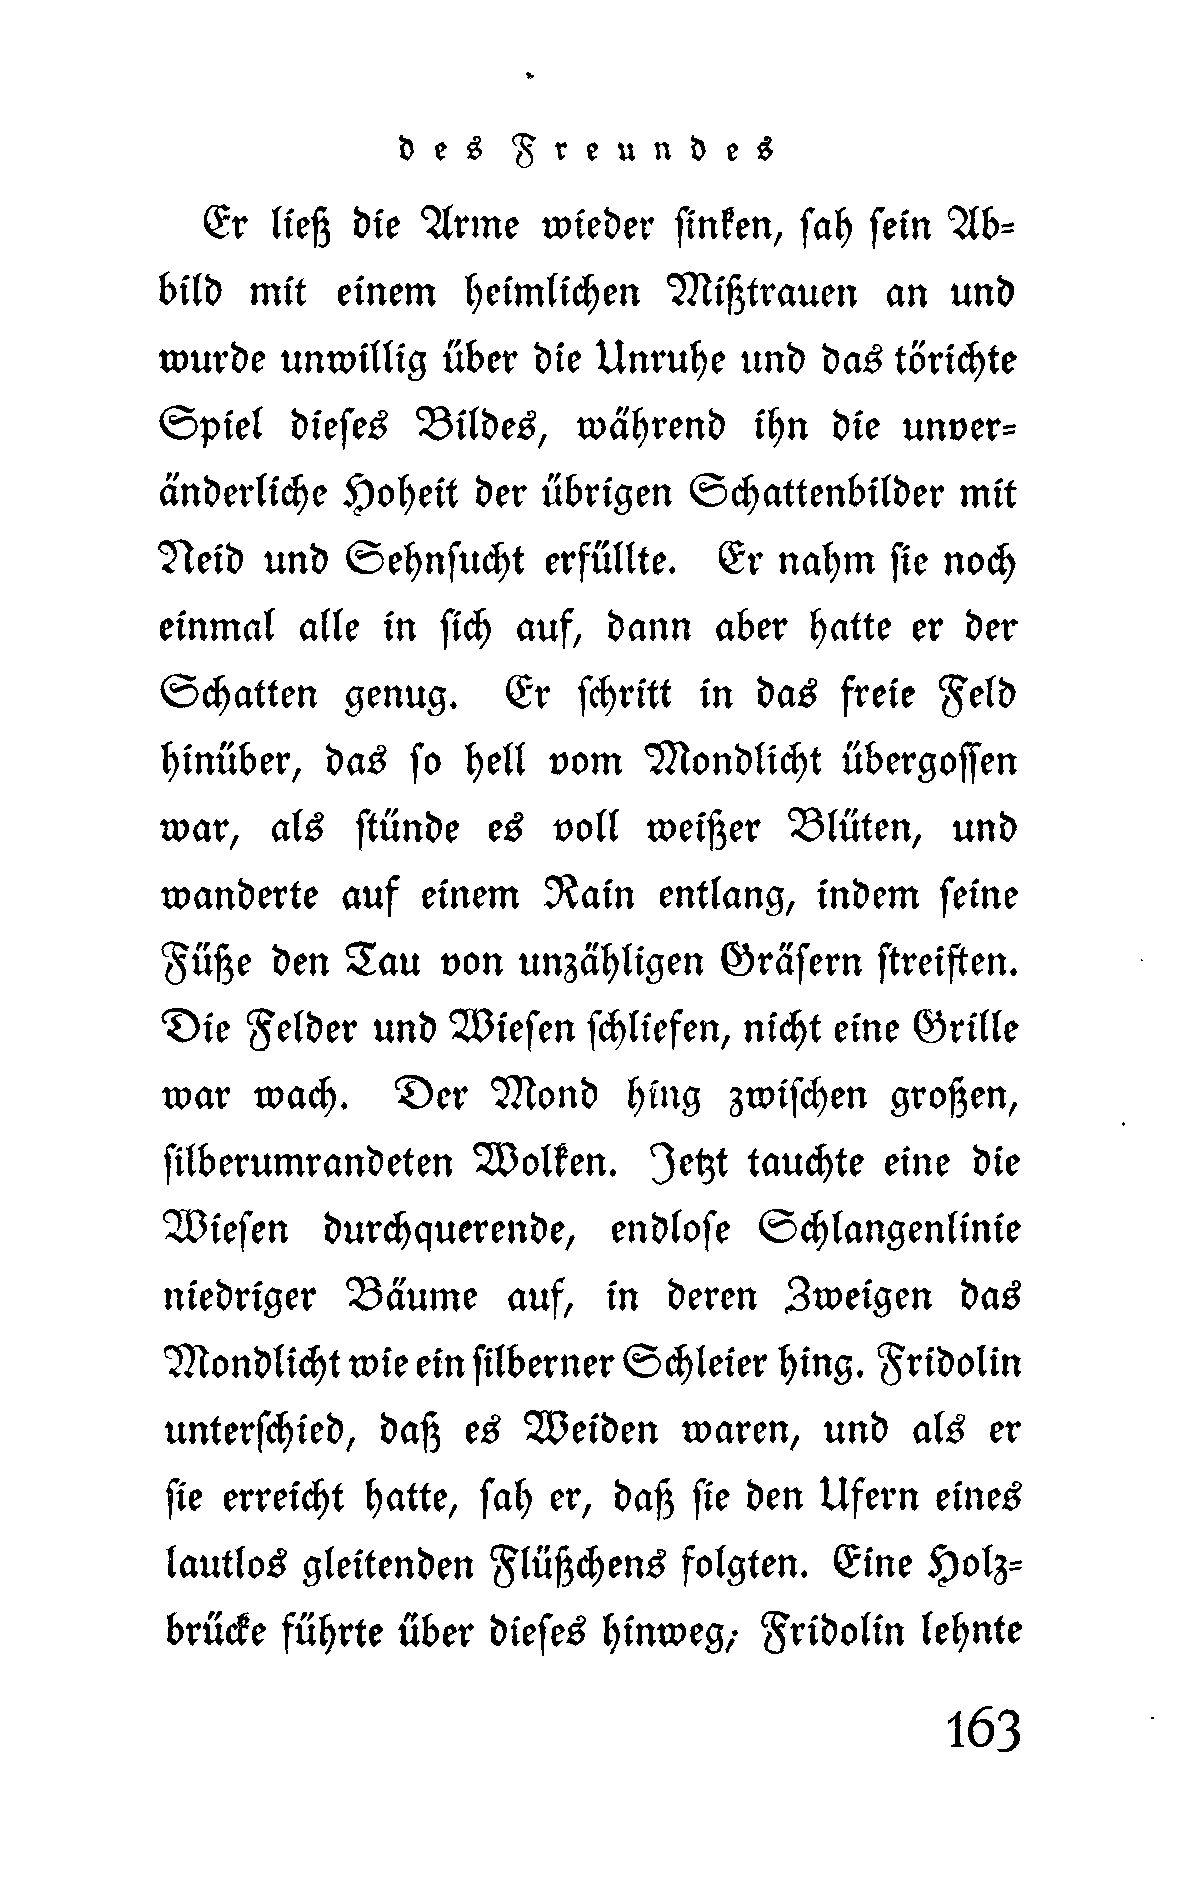 des Freundes
Er ließ die Arme wieder ſinken, ſah ſein Ab⸗
bild mit einem heimlichen Mißtrauen an und
wurde unwillig über die Unruhe und das törichte
Spiel dieſes Bildes, während ihn die unver⸗
änderliche Hoheit der übrigen Schattenbilder mit
Neid und Sehnſucht erfüllte. Er nahm ſie noch
einmal alle in ſich auf, dann aber hatte er der
Schatten genug. Er ſchritt in das freie Feld
hinüber, das ſo hell vom Mondlicht übergoſſen
war, als ſtünde es voll weißer Blüten, und
wanderte auf einem Rain entlang, indem ſeine
Füße den Tau von unzähligen Gräſern ſtreiften.
Die Felder und Wieſen ſchliefen, nicht eine Grille
war wach. Der Mond hing zwiſchen großen,
ſilberumrandeten Wolken. Jetzt tauchte eine die
Wieſen durchquerende, endloſe Schlangenlinie
niedriger Bäume auf, in deren Zweigen das
Mondlicht wie ein ſilberner Schleier hing. Fridolin
unterſchied, daß es Weiden waren, und als er
ſie erreicht hatte, ſah er, daß ſie den Ufern eines
lautlos gleitenden Flüßchens folgten. Eine Holz⸗
brücke führte über dieſes hinweg; Fridolin lehnte
163